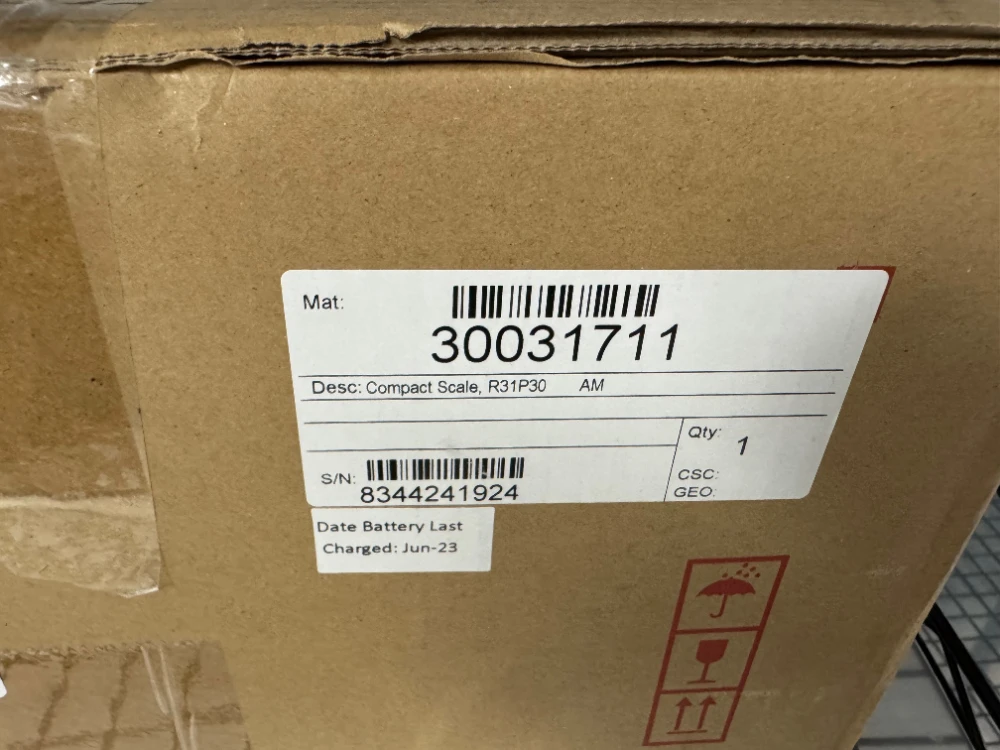 Mat:
30031711
Desc: Compact Scale, R31P30 AM
Qty: 1
S/N:
8344241924
CSC:
GEO:
Date Battery Last
Charged: Jun-23